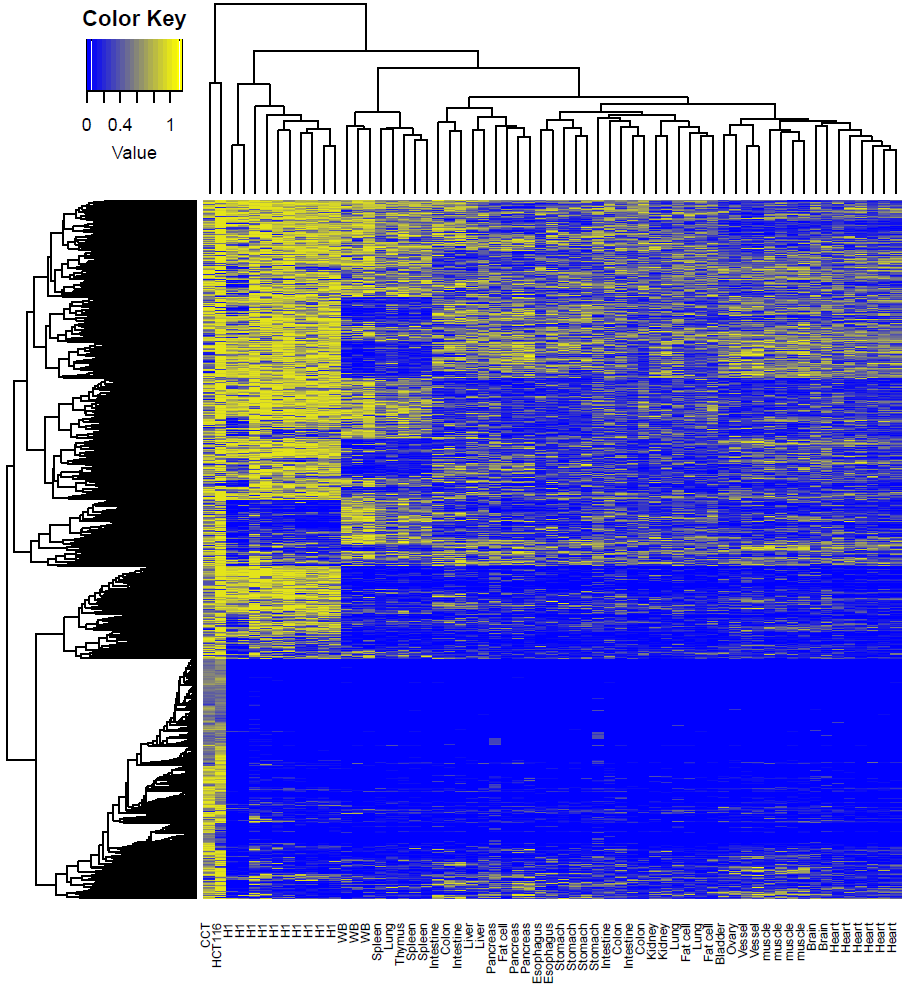 Color Key
0 0.4 1
Value
CCT
HCT116
H1
H1
H1
H1
H1
H1
H1
H1
H1
H1
WB
WB
WB
Spleen
Lung
Thymus
Spleen
Spleen
Intestine
Colon
Intestine
Liver
Liver
Pancreas
Fat cell
Pancreas
Pancreas
Esophagus
Esophagus
Stomach
Stomach
Stomach
Stomach
Intestine
Colon
Intestine
Colon
Kidney
Kidney
Lung
Fat cell
Lung
Fat cell
Bladder
Ovary
Vessel
Vessel
muscle
muscle
muscle
muscle
Brain
Brain
Heart
Heart
Heart
Heart
Heart
Heart